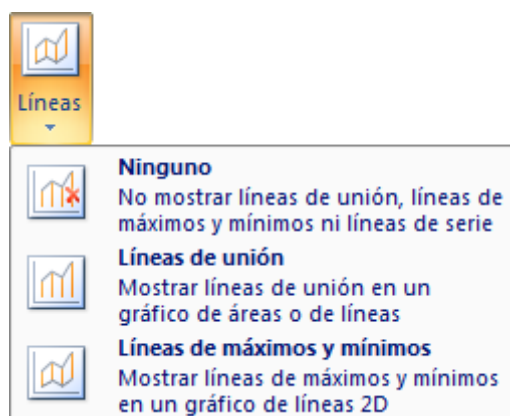 Líneas
Ninguno
No mostrar líneas de unión, líneas de
máximos y mínimos ni líneas de serie
Líneas de unión
Mostrar líneas de unión en un
gráfico de áreas o de líneas
Líneas de máximos y mínimos
Mostrar líneas de máximos y mínimos
en un gráfico de líneas 2D